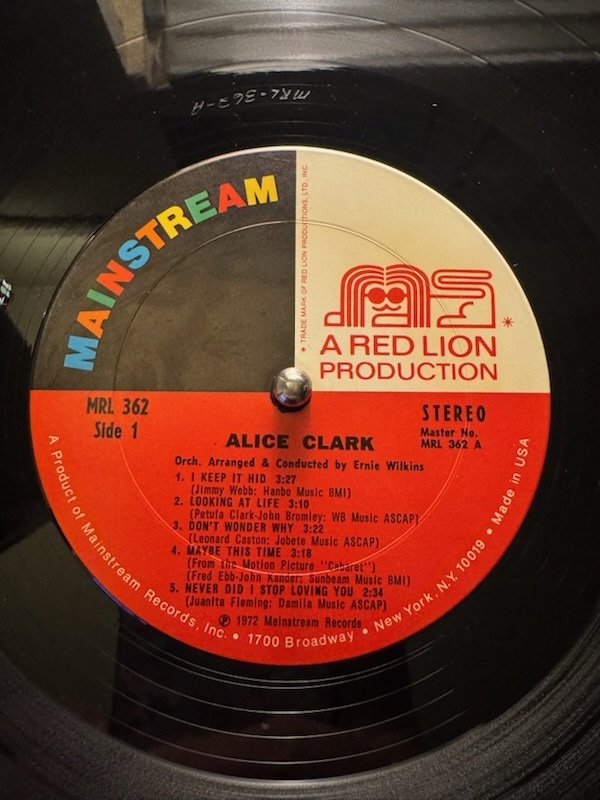 MRL-362-A
MAINSTREAM
* TRADE MARK OF RED LION PRODUCTIONS, LTD., INC.
MS *
A RED LION
PRODUCTION
MRL 362
Side 1
STEREO
Master No.
MRL 362 A
ALICE CLARK
Orch. Arranged & Conducted by Ernie Wilkins
1. I KEEP IT HID 3:27
(Jimmy Webb: Hanbo Music BMI)
2. LOOKING AT LIFE 3:10
(Petula Clark-John Bromley: WB Music ASCAP)
3. DON'T WONDER WHY 3:22
(Leonard Caston: Jobete Music ASCAP)
4. MAYBE THIS TIME 3:18
(From the Motion Picture "Cabaret")
(Fred Ebb-John Kander: Sunbeam Music BMI)
5. NEVER DID I STOP LOVING YOU 2:34
(Juanita Fleming: Damila Music ASCAP)
℗ 1972 Mainstream Records
A Product of Mainstream Records, Inc. • 1700 Broadway • New York, N.Y. 10019 • Made in USA